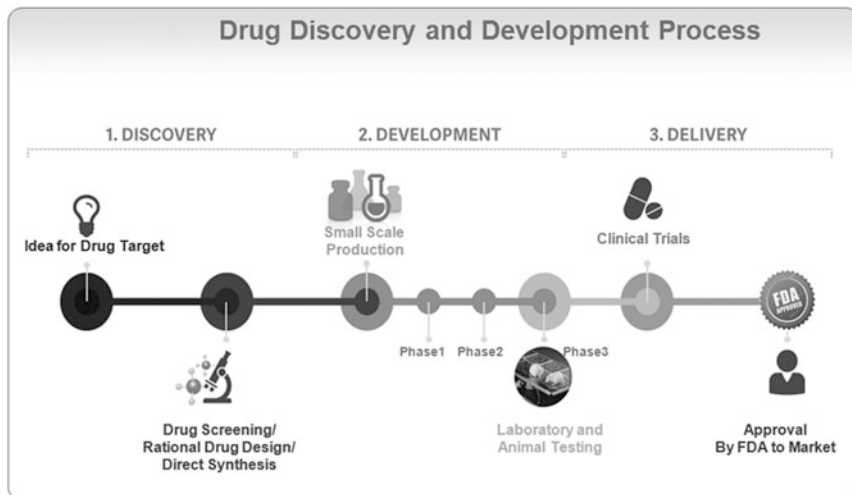 Drug Discovery and Development Process
1. DISCOVERY
2. DEVELOPMENT
3. DELIVERY
Idea for Drug Target
Small Scale
Production
Clinical Trials
FDA
APPROVED
Phase1
Phase2
Phase3
Drug Screening/
Rational Drug Design/
Direct Synthesis
Laboratory and
Animal Testing
Approval
By FDA to Market